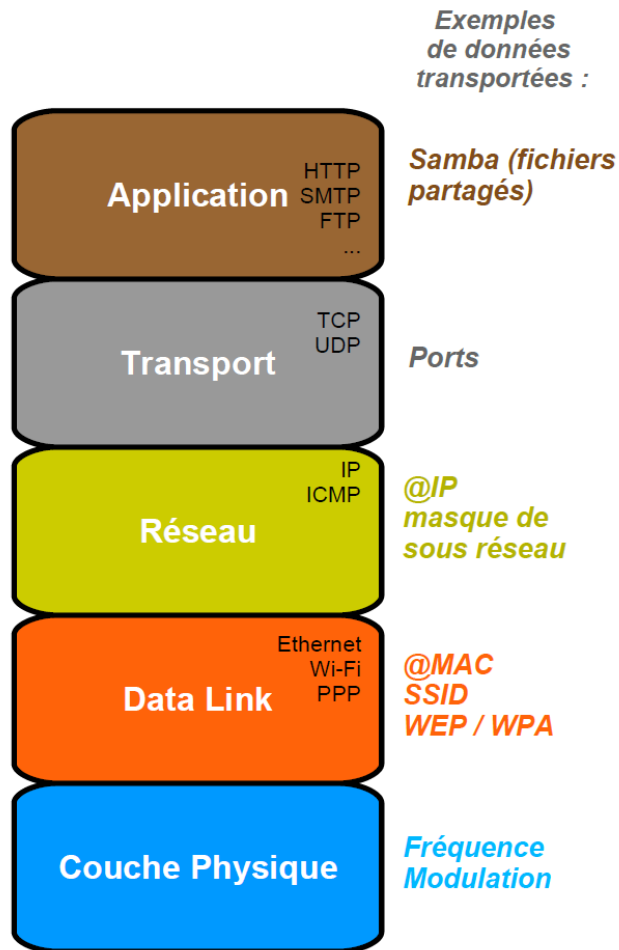 Exemples
de données
transportées :
Application
HTTP
SMTP
FTP
...
Samba (fichiers
partagés)
Transport
TCP
UDP
Ports
Réseau
IP
ICMP
@IP
masque de
sous réseau
Data Link
Ethernet
Wi-Fi
PPP
@MAC
SSID
WEP / WPA
Couche Physique
Fréquence
Modulation